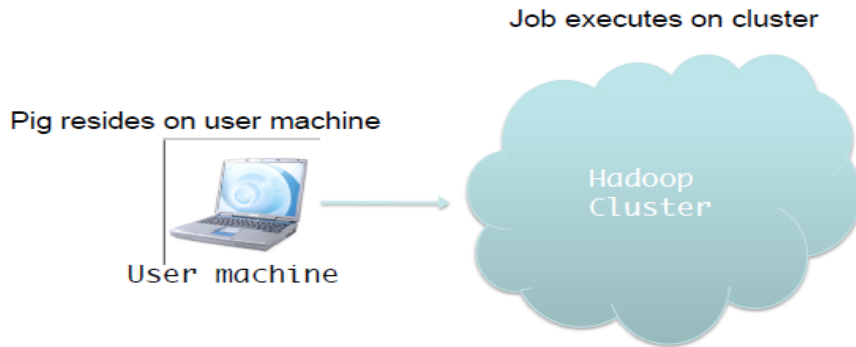 Job executes on cluster
Pig resides on user machine
Hadoop
Cluster
User machine